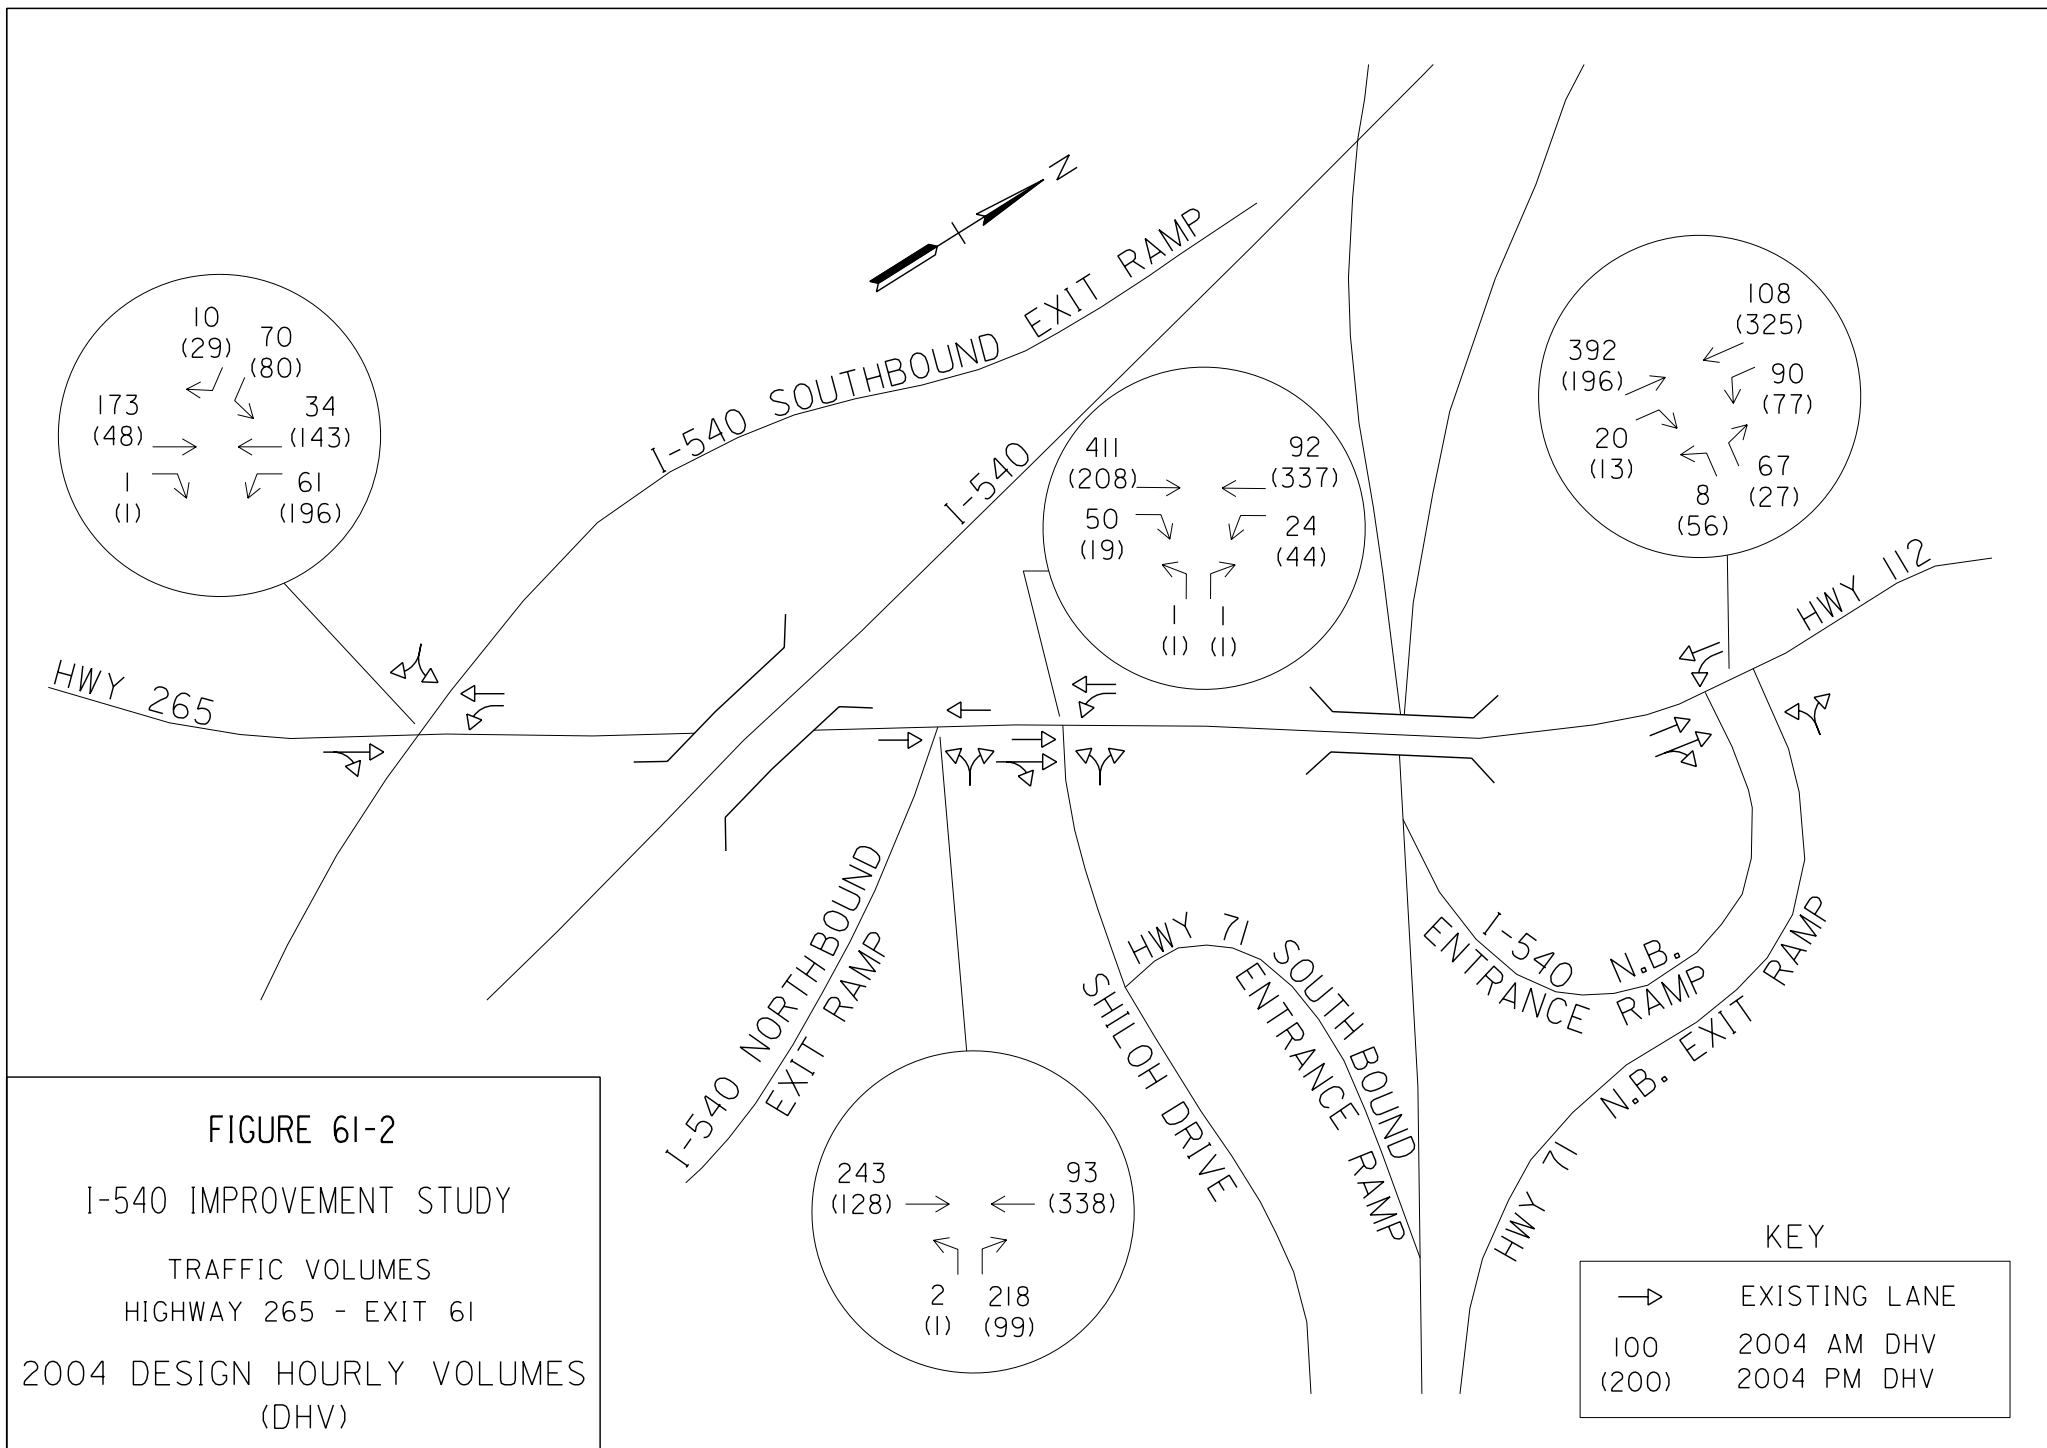 N
I-540 SOUTHBOUND EXIT RAMP
I-540
10
(29)
70
(80)
173
(48)
34
(143)
1
(1)
61
(196)
411
(208)
92
(337)
50
(19)
24
(44)
1
(1)
1
(1)
108
(325)
392
(196)
90
(77)
20
(13)
67
(27)
8
(56)
HWY 265
HWY 112
I-540 NORTHBOUND
EXIT RAMP
SHILOH DRIVE
HWY 71 SOUTH BOUND
ENTRANCE RAMP
I-540 N.B.
ENTRANCE RAMP
HWY 71 N.B. EXIT RAMP
243
(128)
93
(338)
2
(1)
218
(99)
FIGURE 61-2
I-540 IMPROVEMENT STUDY
TRAFFIC VOLUMES
HIGHWAY 265 - EXIT 61
2004 DESIGN HOURLY VOLUMES
(DHV)
KEY
EXISTING LANE
100 2004 AM DHV
(200) 2004 PM DHV